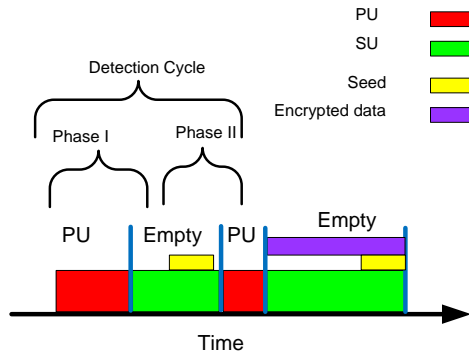 PU
SU
Detection Cycle
Seed
Encrypted data
Phase I
Phase II
PU
Empty
PU
Empty
Time